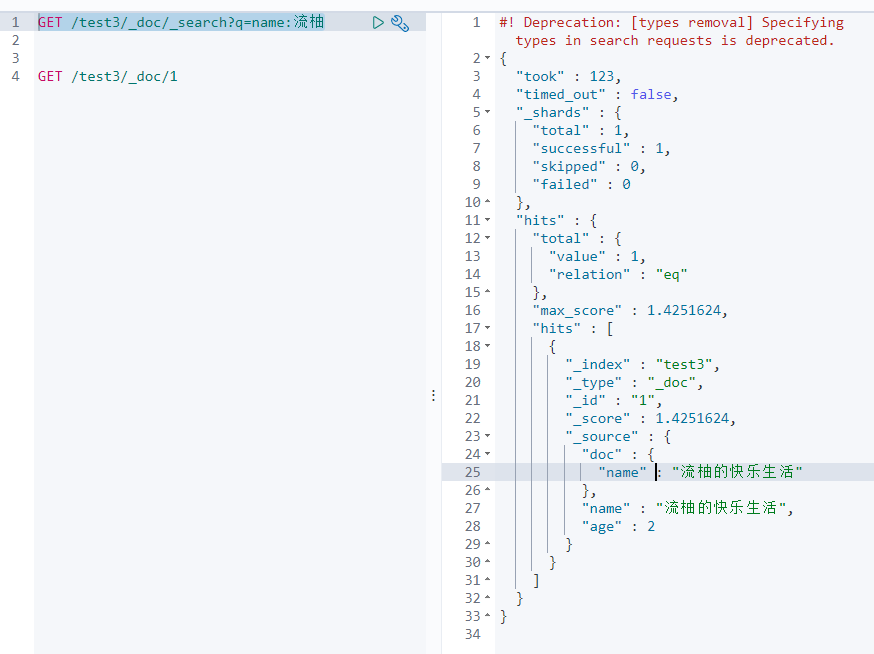 1 GET /test3/_doc/_search?q=name:流柚
2
3
4 GET /test3/_doc/1
1 #! Deprecation: [types removal] Specifying
types in search requests is deprecated.
2 {
3 "took" : 123,
4 "timed_out" : false,
5 "_shards" : {
6 "total" : 1,
7 "successful" : 1,
8 "skipped" : 0,
9 "failed" : 0
10 },
11 "hits" : {
12 "total" : {
13 "value" : 1,
14 "relation" : "eq"
15 },
16 "max_score" : 1.4251624,
17 "hits" : [
18 {
19 "_index" : "test3",
20 "_type" : "_doc",
21 "_id" : "1",
22 "_score" : 1.4251624,
23 "_source" : {
24 "doc" : {
25 "name" : "流柚的快乐生活"
26 },
27 "name" : "流柚的快乐生活",
28 "age" : 2
29 }
30 }
31 ]
32 }
33 }
34